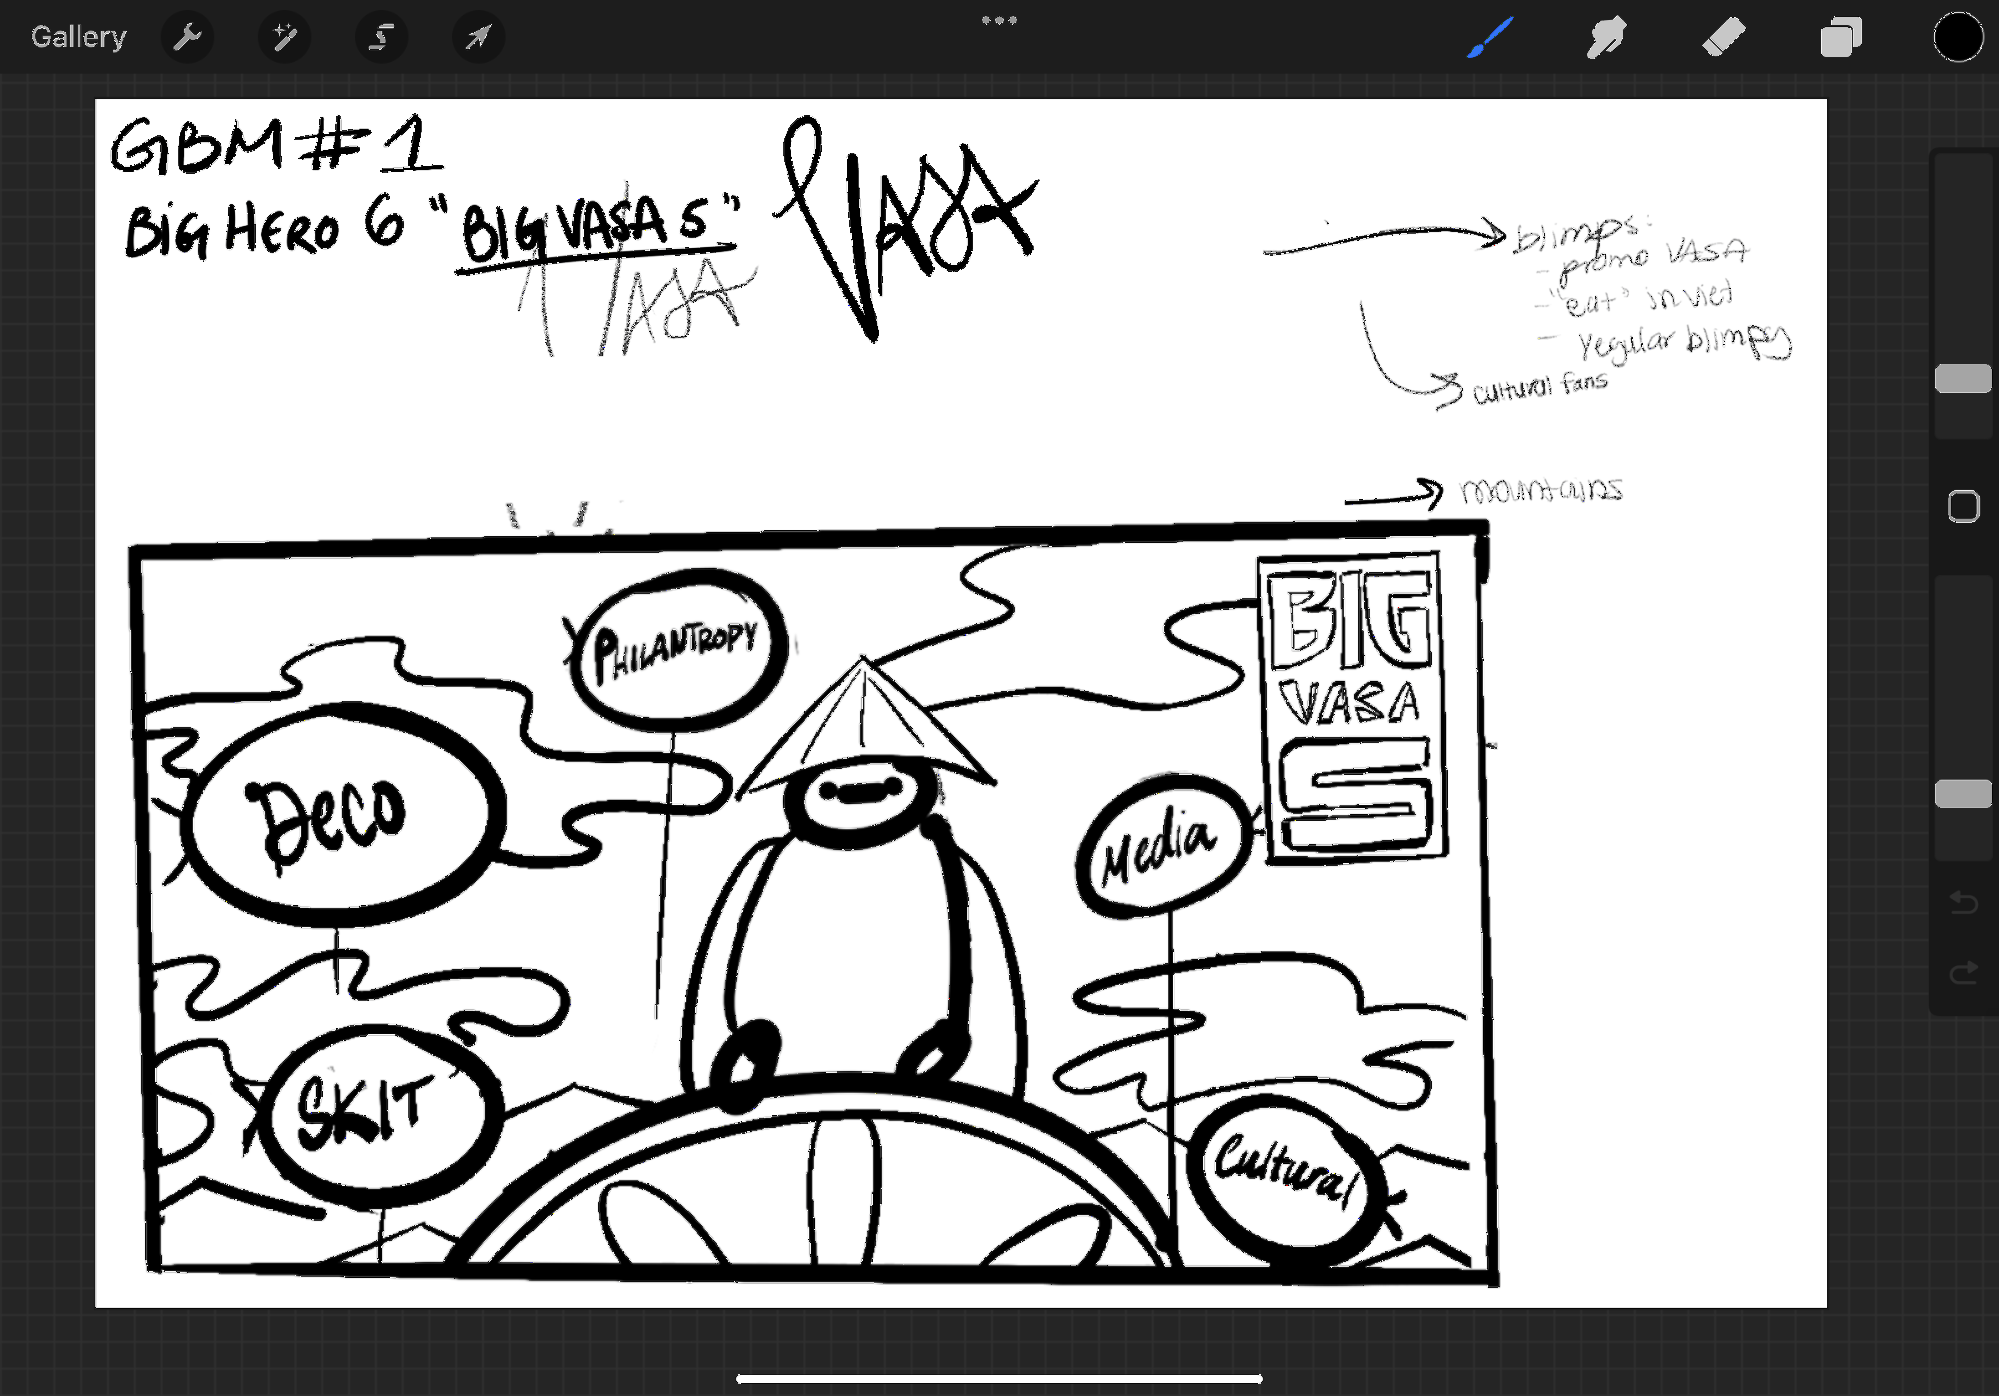 Gallery
GBM #1
BIG HERO 6 "BIG VASA 5"
VASA
VASA
blimps:
- promo VASA
- "eat" in viet
- regular blimpy
cultural fans
mountains
PHILANTROPY
BIG
VASA
5
DECO
Media
SKIT
Cultural